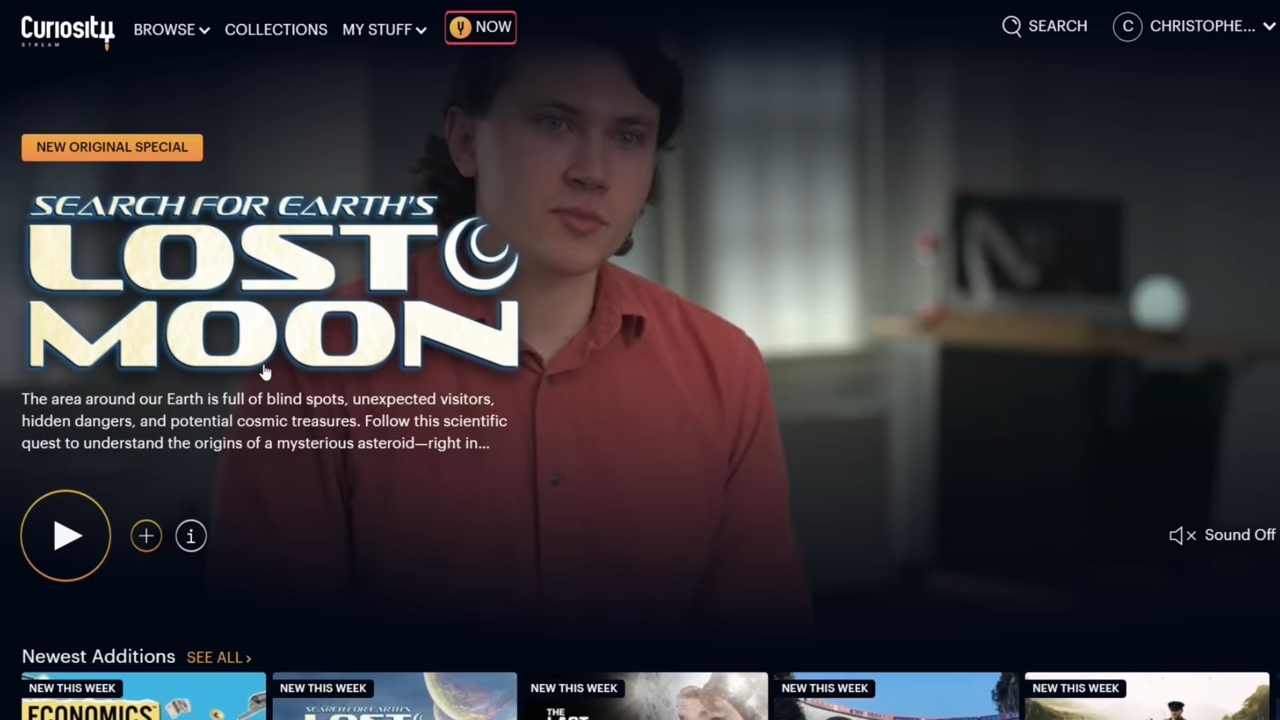 Curiosity
STREAM
BROWSE
COLLECTIONS
MY STUFF
NOW
SEARCH
C
CHRISTOPHE...
NEW ORIGINAL SPECIAL
SEARCH FOR EARTH'S
LOST
MOON
The area around our Earth is full of blind spots, unexpected visitors,
hidden dangers, and potential cosmic treasures. Follow this scientific
quest to understand the origins of a mysterious asteroid—right in...
Sound Off
Newest Additions SEE ALL ›
NEW THIS WEEK
ECONOMICS
NEW THIS WEEK
SEARCH FOR EARTH'S
LOST
NEW THIS WEEK
THE
LAST
NEW THIS WEEK
NEW THIS WEEK